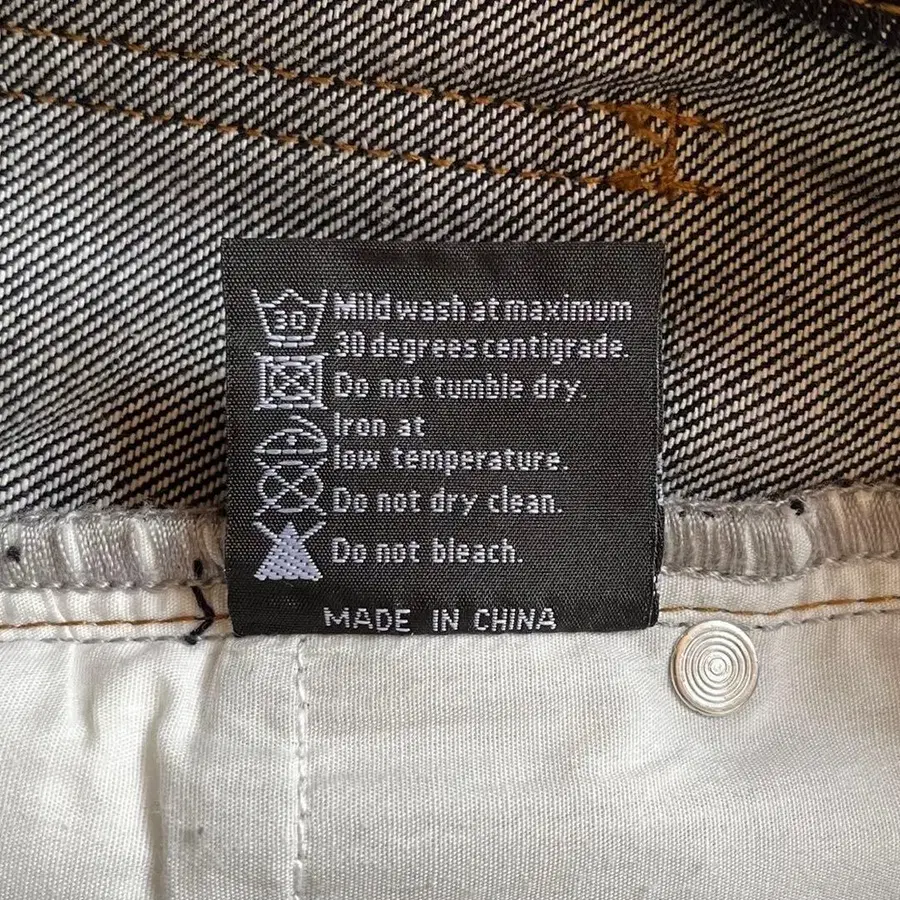 30
Mild wash at maximum
30 degrees centigrade.
Do not tumble dry.
Iron at
low temperature.
Do not dry clean.
Do not bleach.
MADE IN CHINA